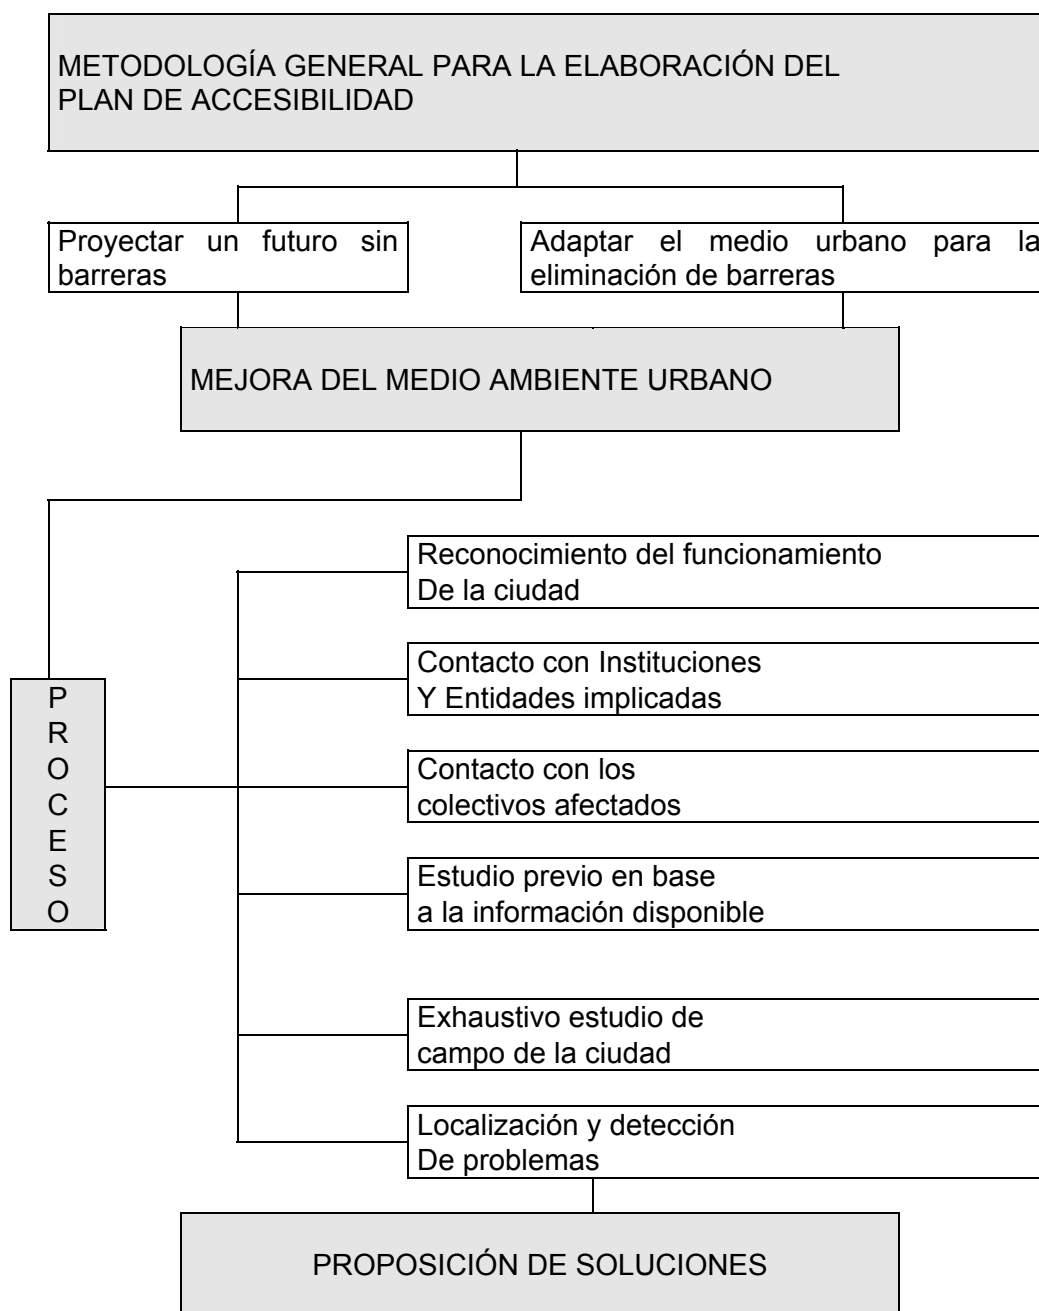 METODOLOGÍA GENERAL PARA LA ELABORACIÓN DEL
PLAN DE ACCESIBILIDAD
Proyectar un futuro sin
barreras
Adaptar el medio urbano para la
eliminación de barreras
MEJORA DEL MEDIO AMBIENTE URBANO
Reconocimiento del funcionamiento
De la ciudad
Contacto con Instituciones
Y Entidades implicadas
P
R
O
C
E
S
O
Contacto con los
colectivos afectados
Estudio previo en base
a la información disponible
Exhaustivo estudio de
campo de la ciudad
Localización y detección
De problemas
PROPOSICIÓN DE SOLUCIONES